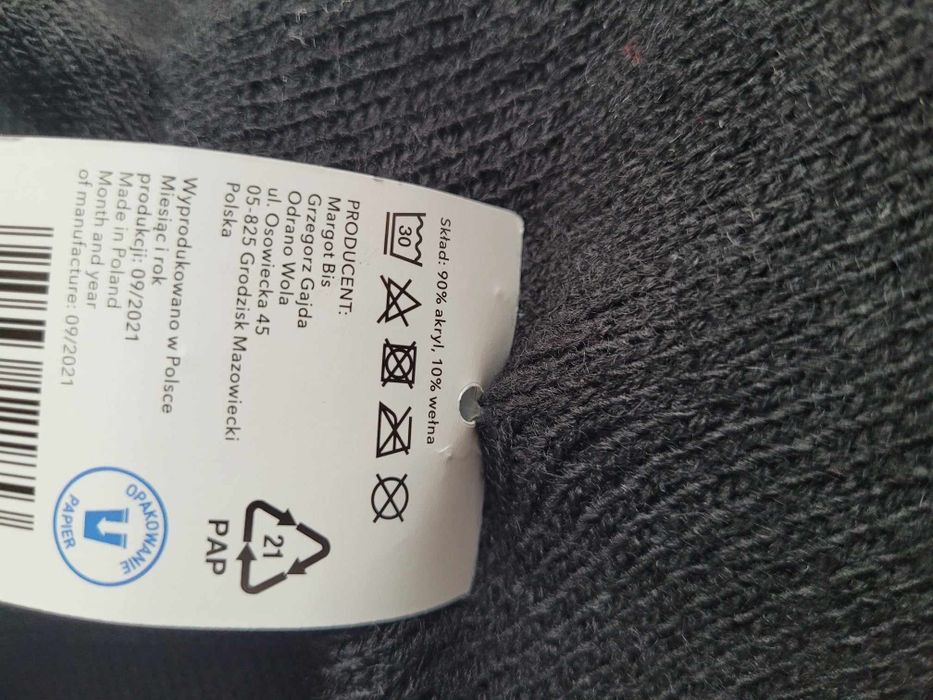 Skład: 90% akryl, 10% wełna
30
PRODUCENT:
Margot Bis
Grzegorz Gajda
Odrano Wola
ul. Osowiecka 45
05-825 Grodzisk Mazowiecki
Polska
Wyprodukowano w Polsce
Miesiąc i rok
produkcji: 09/2021
Made in Poland
Month and year
of manufacture: 09/2021
21
PAP
OPAKOWANIE
PAPIER